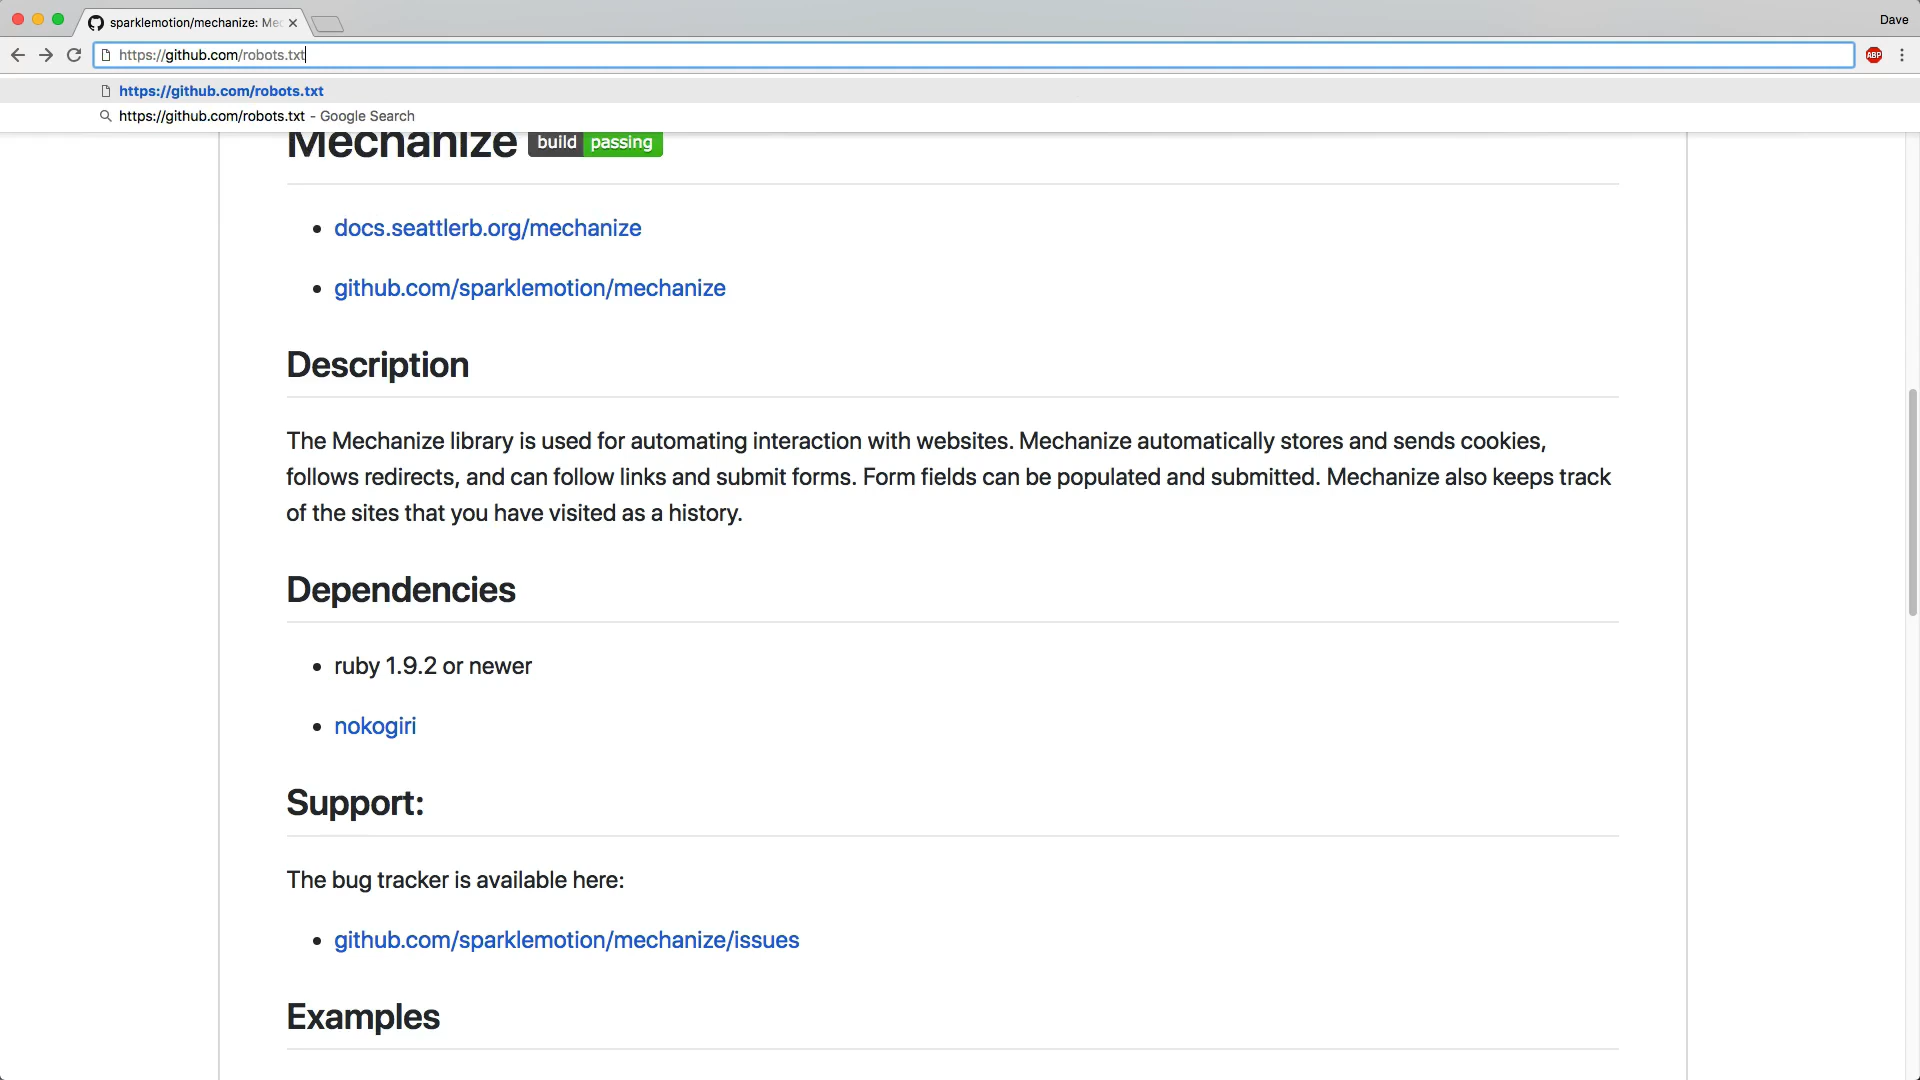 sparklemotion/mechanize: Mec
Dave
https://github.com/robots.txt
ABP
https://github.com/robots.txt
https://github.com/robots.txt - Google Search
Mechanize build passing
• docs.seattlerb.org/mechanize
• github.com/sparklemotion/mechanize
Description
The Mechanize library is used for automating interaction with websites. Mechanize automatically stores and sends cookies,
follows redirects, and can follow links and submit forms. Form fields can be populated and submitted. Mechanize also keeps track
of the sites that you have visited as a history.
Dependencies
• ruby 1.9.2 or newer
• nokogiri
Support:
The bug tracker is available here:
• github.com/sparklemotion/mechanize/issues
Examples